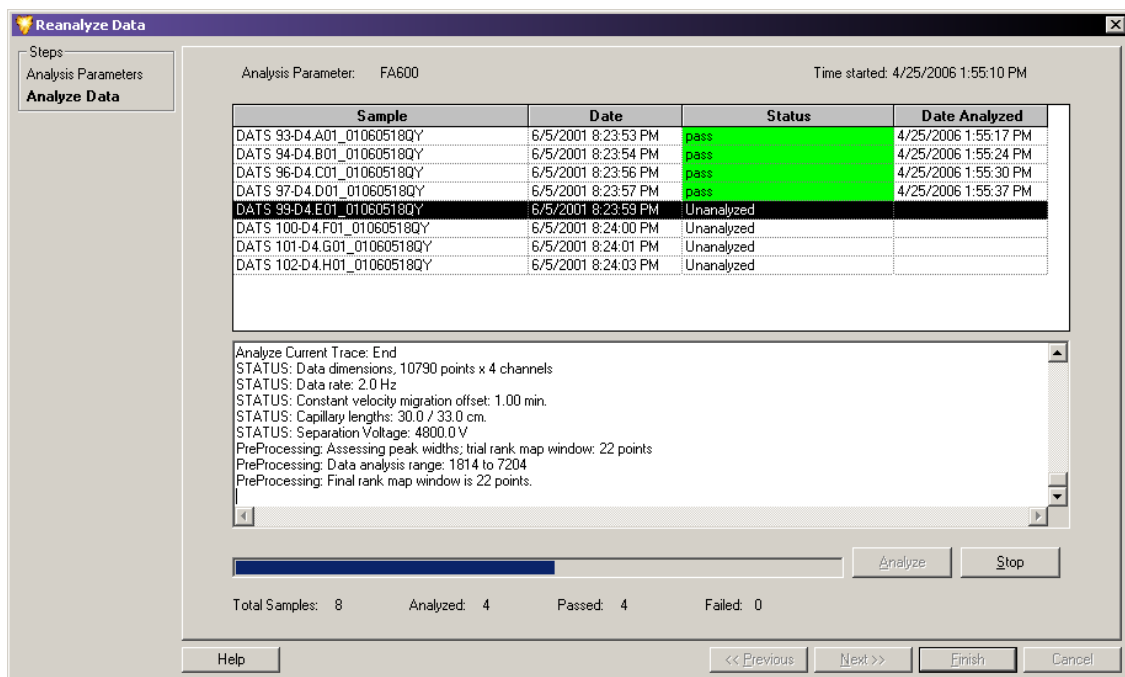 Reanalyze Data
Steps
Analysis Parameters
Analyze Data
Analysis Parameter: FA600 Time started: 4/25/2006 1:55:10 PM
Sample Date Status Date Analyzed
DATS 93-D4.A01_01060518QY 6/5/2001 8:23:53 PM pass 4/25/2006 1:55:17 PM
DATS 94-D4.B01_01060518QY 6/5/2001 8:23:54 PM pass 4/25/2006 1:55:24 PM
DATS 96-D4.C01_01060518QY 6/5/2001 8:23:56 PM pass 4/25/2006 1:55:30 PM
DATS 97-D4.D01_01060518QY 6/5/2001 8:23:57 PM pass 4/25/2006 1:55:37 PM
DATS 99-D4.E01_01060518QY 6/5/2001 8:23:59 PM Unanalyzed
DATS 100-D4.F01_01060518QY 6/5/2001 8:24:00 PM Unanalyzed
DATS 101-D4.G01_01060518QY 6/5/2001 8:24:01 PM Unanalyzed
DATS 102-D4.H01_01060518QY 6/5/2001 8:24:03 PM Unanalyzed
Analyze Current Trace: End
STATUS: Data dimensions, 10790 points x 4 channels
STATUS: Data rate: 2.0 Hz
STATUS: Constant velocity migration offset: 1.00 min.
STATUS: Capillary lengths: 30.0 / 33.0 cm.
STATUS: Separation Voltage: 4800.0 V
PreProcessing: Assessing peak widths; trial rank map window: 22 points
PreProcessing: Data analysis range: 1814 to 7204
PreProcessing: Final rank map window is 22 points.
Analyze Stop
Total Samples: 8 Analyzed: 4 Passed: 4 Failed: 0
Help << Previous Next >> Finish Cancel